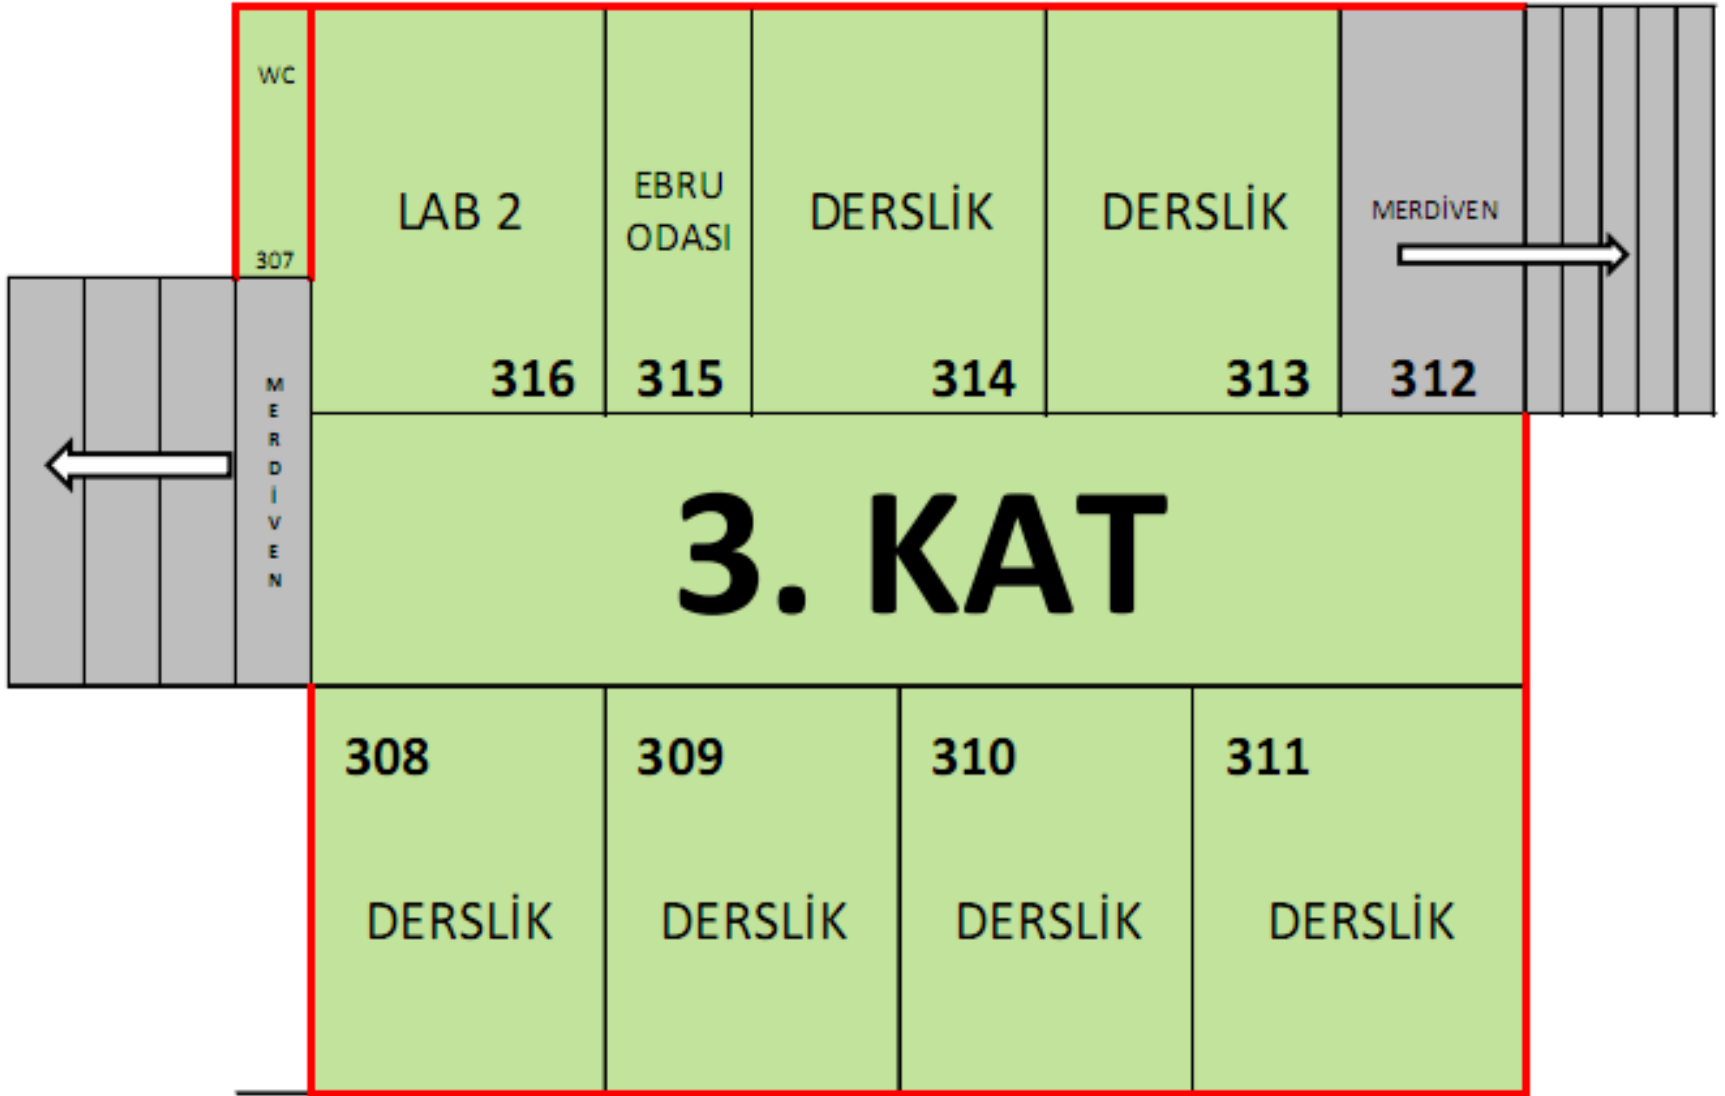 WC
307
LAB 2
316
EBRU
ODASI
315
DERSLİK
314
DERSLİK
313
MERDİVEN
312
M
E
R
D
İ
V
E
N
3. KAT
308
DERSLİK
309
DERSLİK
310
DERSLİK
311
DERSLİK